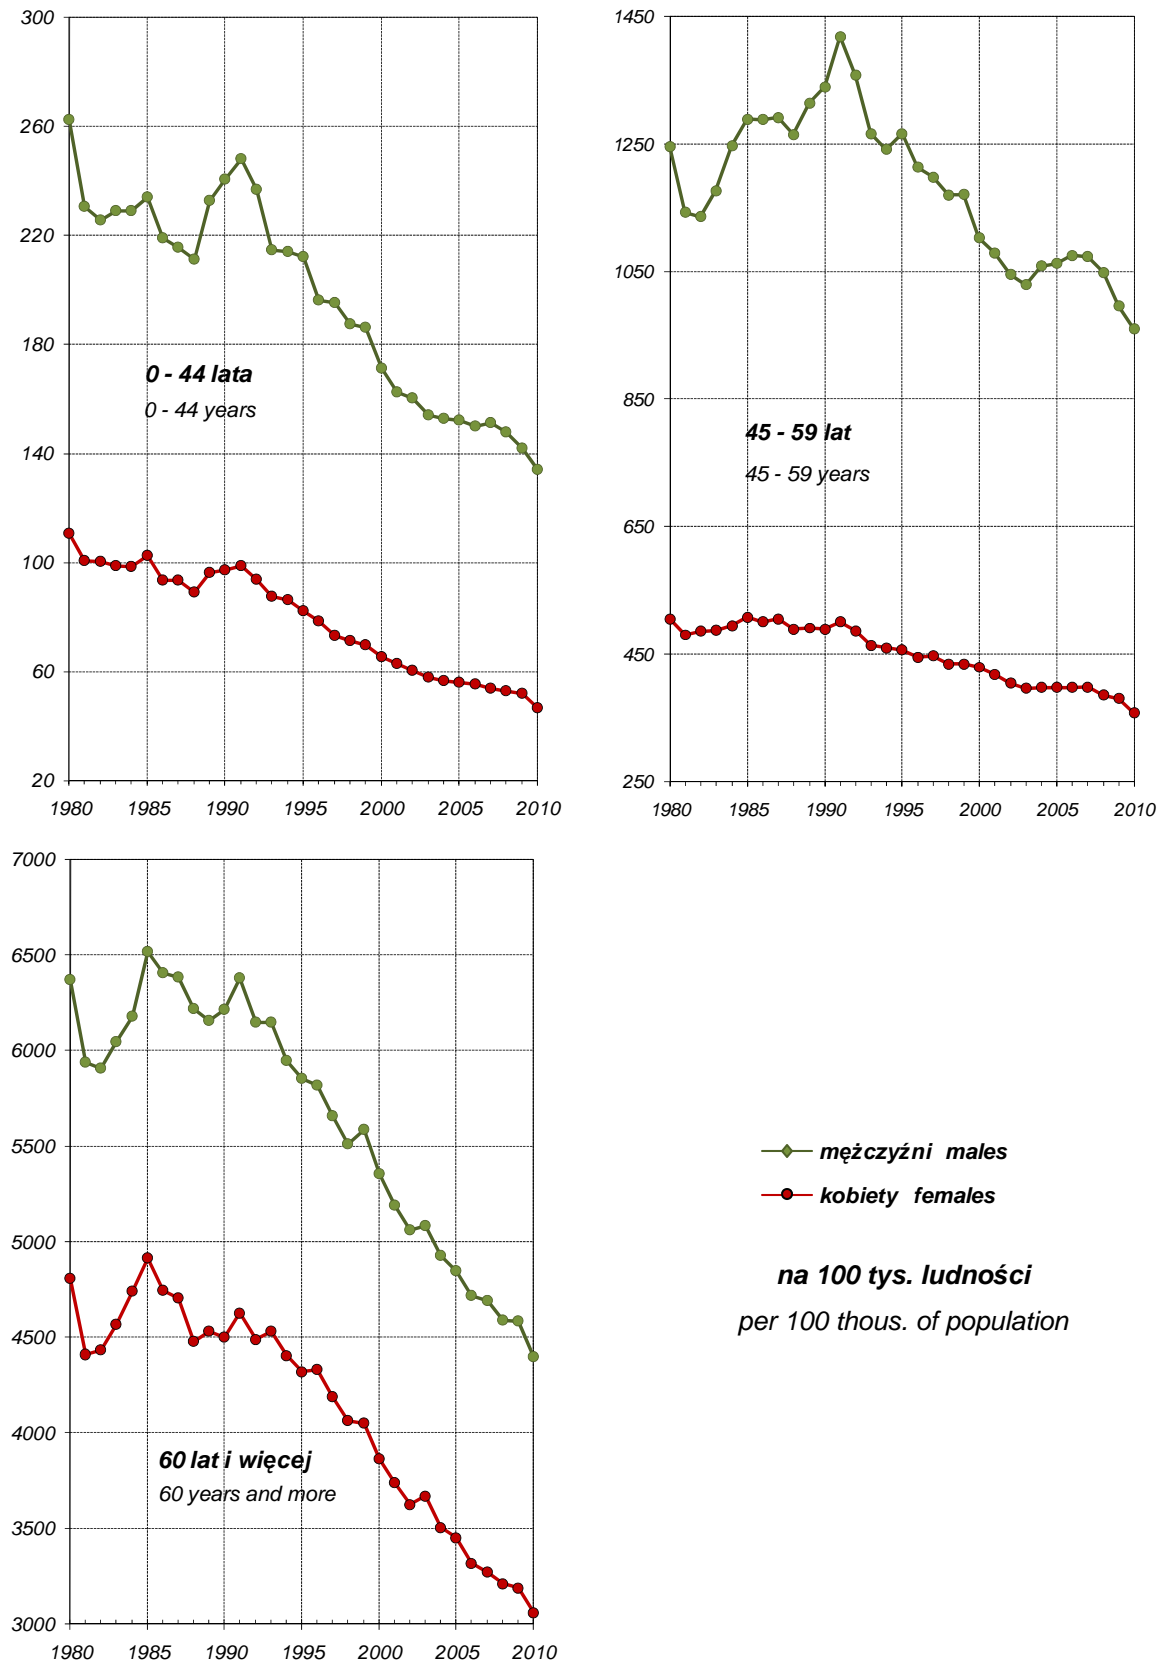 300
260
220
180
140
100
60
20
0 - 44 lata
0 - 44 years
1980 1985 1990 1995 2000 2005 2010
1450
1250
1050
850
650
450
250
45 - 59 lat
45 - 59 years
1980 1985 1990 1995 2000 2005 2010
7000
6500
6000
5500
5000
4500
4000
3500
3000
60 lat i więcej
60 years and more
1980 1985 1990 1995 2000 2005 2010
mężczyźni males
kobiety females
na 100 tys. ludności
per 100 thous. of population